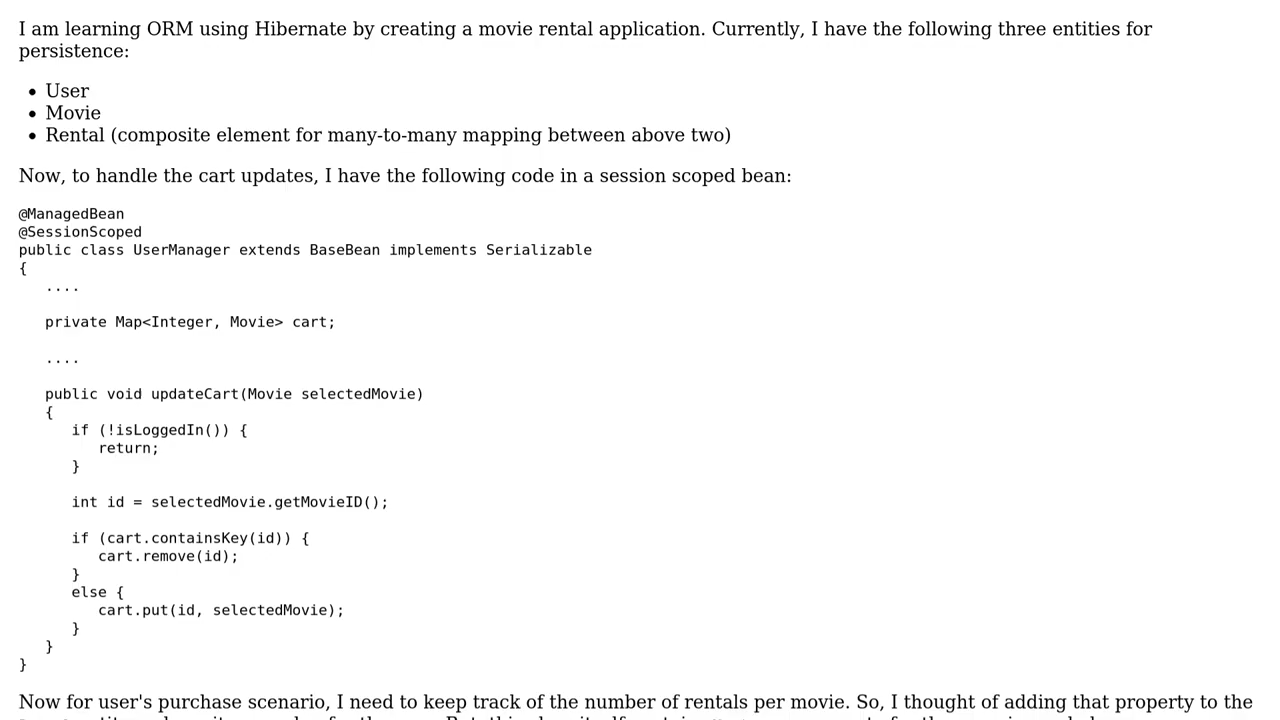 I am learning ORM using Hibernate by creating a movie rental application. Currently, I have the following three entities for
persistence:
• User
• Movie
• Rental (composite element for many-to-many mapping between above two)
Now, to handle the cart updates, I have the following code in a session scoped bean:
@ManagedBean
@SessionScoped
public class UserManager extends BaseBean implements Serializable
{
   ....
   private Map<Integer, Movie> cart;
   ....
   public void updateCart(Movie selectedMovie)
   {
      if (!isLoggedIn()) {
         return;
      }
      int id = selectedMovie.getMovieID();
      if (cart.containsKey(id)) {
         cart.remove(id);
      }
      else {
         cart.put(id, selectedMovie);
      }
   }
}
Now for user's purchase scenario, I need to keep track of the number of rentals per movie. So, I thought of adding that property to the